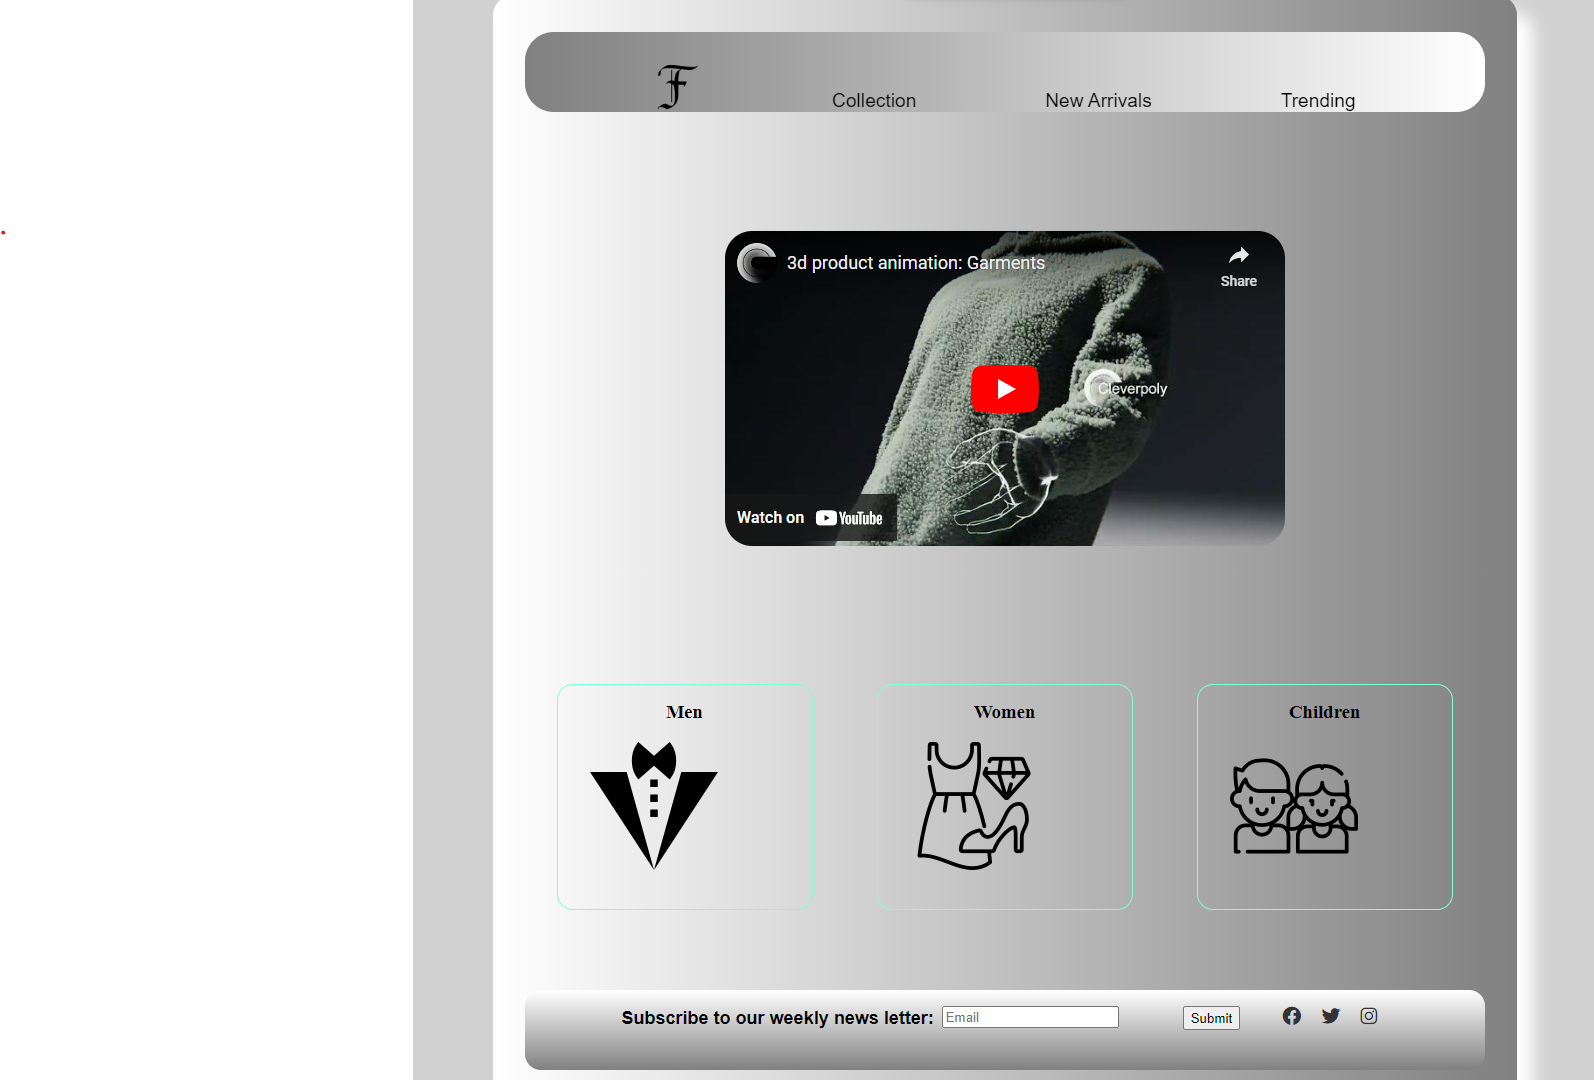 F
Collection New Arrivals Trending
3d product animation: Garments
Share
Cleverpoly
Watch on YouTube
Men Women Children
Subscribe to our weekly news letter: Email Submit